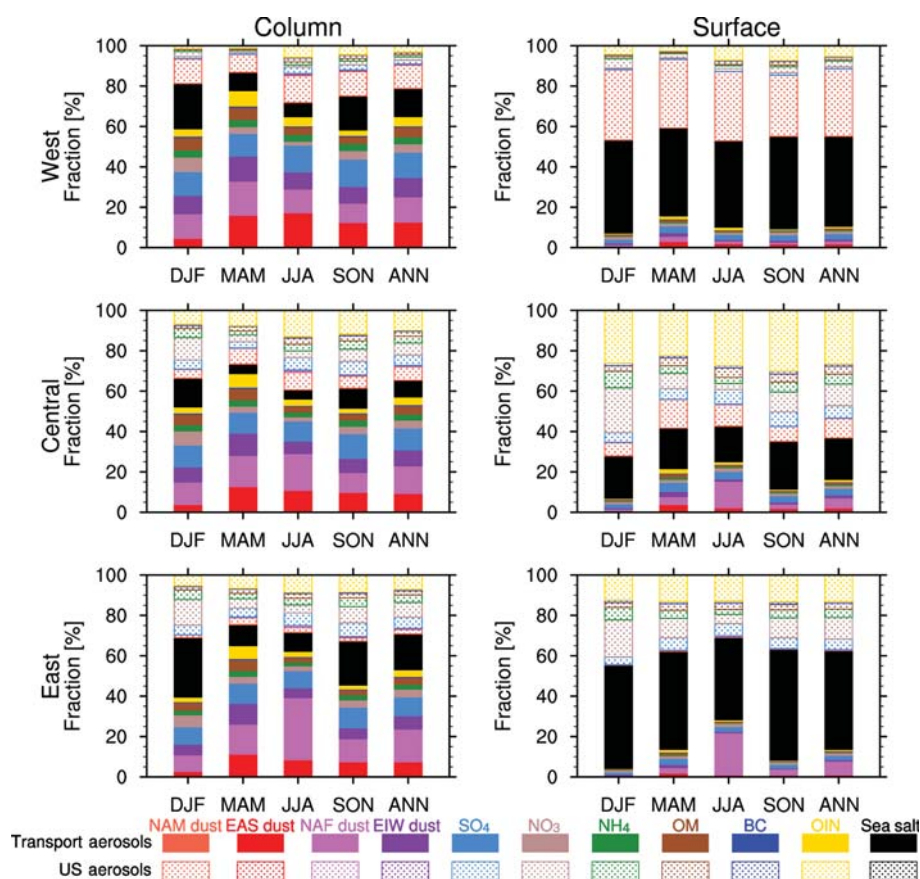 Column Surface
100 100
80 80
60 60
40 40
20 20
0 0
West
Fraction [%] Fraction [%]
DJF MAM JJA SON ANN DJF MAM JJA SON ANN
100 100
80 80
60 60
40 40
20 20
0 0
Central
Fraction [%] Fraction [%]
DJF MAM JJA SON ANN DJF MAM JJA SON ANN
100 100
80 80
60 60
40 40
20 20
0 0
East
Fraction [%] Fraction [%]
DJF MAM JJA SON ANN DJF MAM JJA SON ANN
NAM dust EAS dust NAF dust EIW dust SO₄ NO₃ NH₄ OM BC OIN Sea salt
Transport aerosols
US aerosols